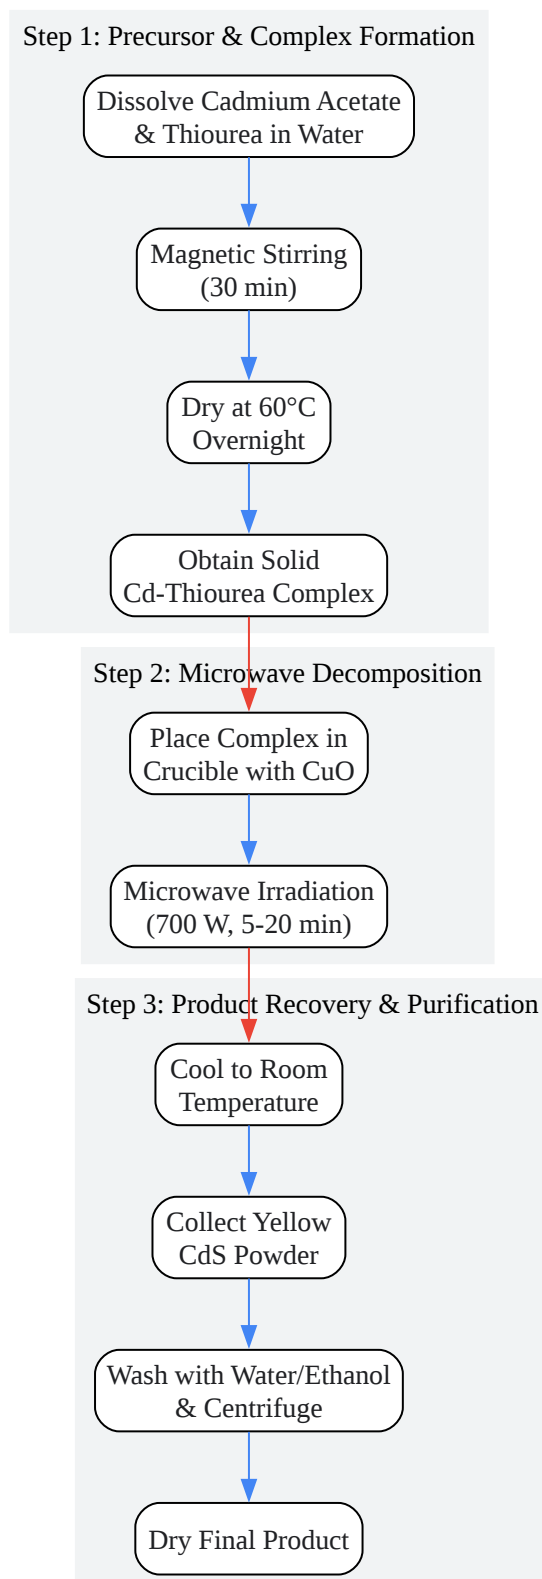 Step 1: Precursor & Complex Formation
Dissolve Cadmium Acetate
& Thiourea in Water
Magnetic Stirring
(30 min)
Dry at 60°C
Overnight
Obtain Solid
Cd-Thiourea Complex
Step 2: Microwave Decomposition
Place Complex in
Crucible with CuO
Microwave Irradiation
(700 W, 5-20 min)
Step 3: Product Recovery & Purification
Cool to Room
Temperature
Collect Yellow
CdS Powder
Wash with Water/Ethanol
& Centrifuge
Dry Final Product